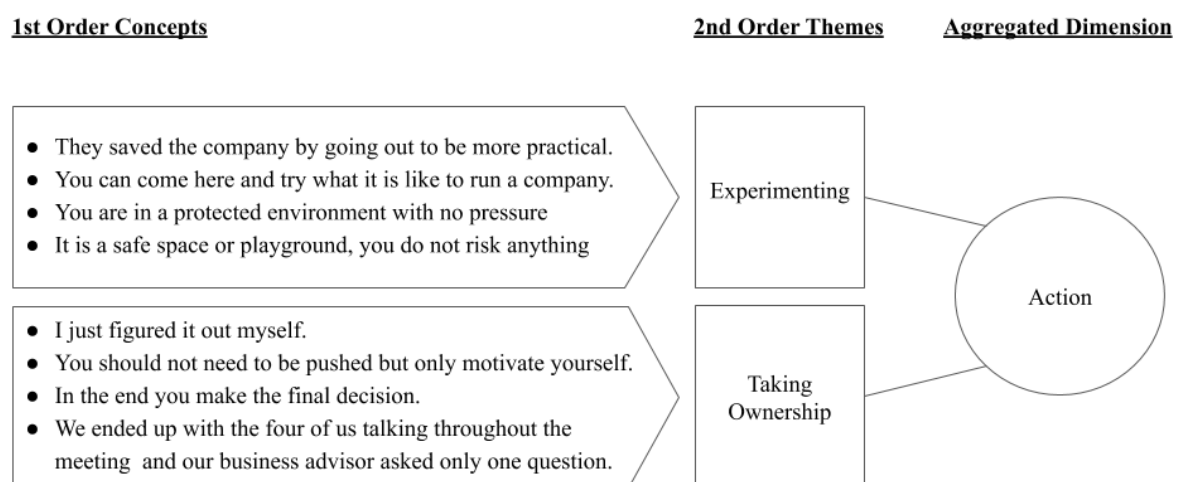 1st Order Concepts
2nd Order Themes
Aggregated Dimension
● They saved the company by going out to be more practical.
● You can come here and try what it is like to run a company.
● You are in a protected environment with no pressure
● It is a safe space or playground, you do not risk anything
Experimenting
● I just figured it out myself.
● You should not need to be pushed but only motivate yourself.
● In the end you make the final decision.
● We ended up with the four of us talking throughout the
meeting  and our business advisor asked only one question.
Taking
Ownership
Action